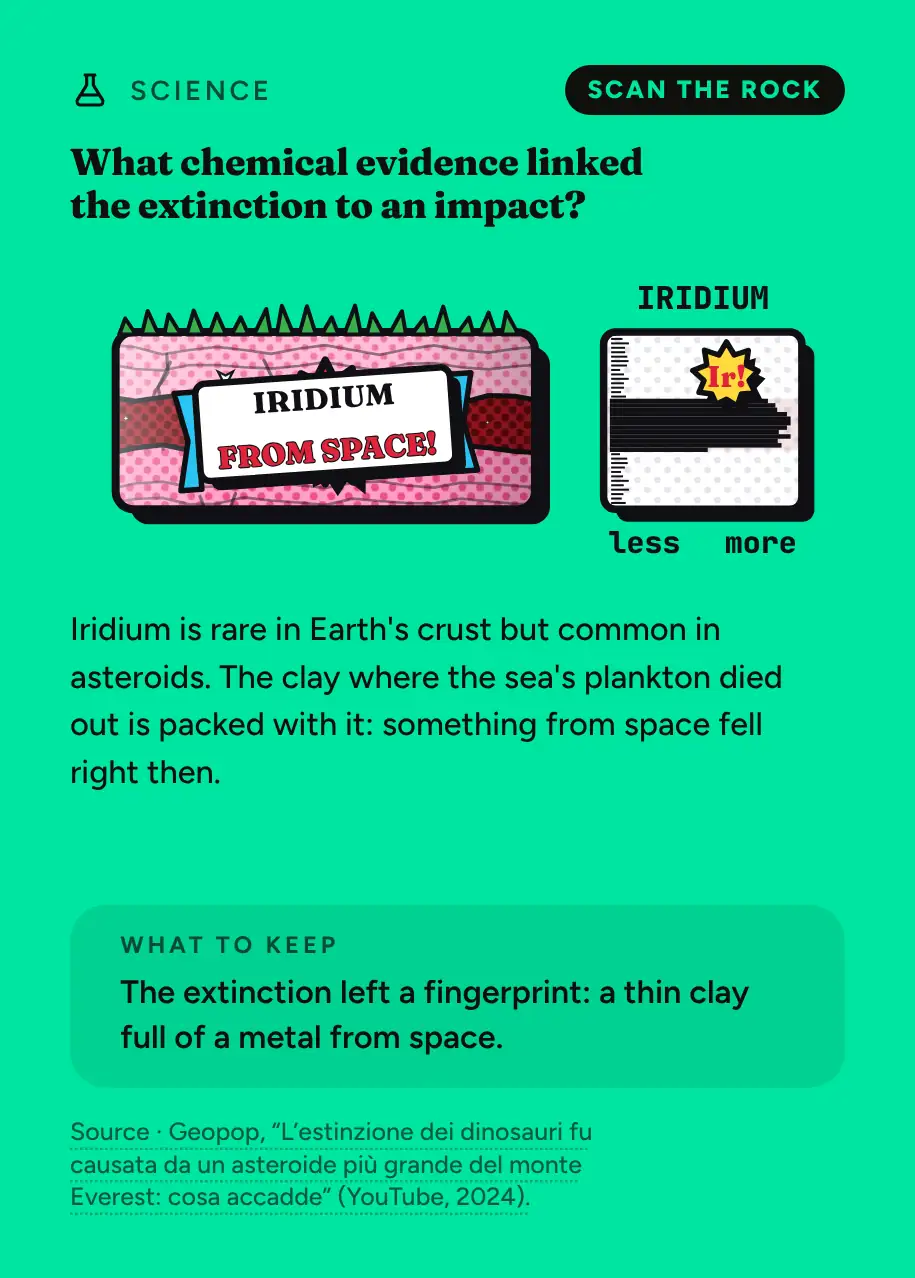 SCIENCE
SCAN THE ROCK
What chemical evidence linked
the extinction to an impact?
IRIDIUM
FROM SPACE!
IRIDIUM
Ir!
less more
Iridium is rare in Earth's crust but common in
asteroids. The clay where the sea's plankton died
out is packed with it: something from space fell
right then.
WHAT TO KEEP
The extinction left a fingerprint: a thin clay
full of a metal from space.
Source · Geopop, “L’estinzione dei dinosauri fu
causata da un asteroide più grande del monte
Everest: cosa accadde” (YouTube, 2024).